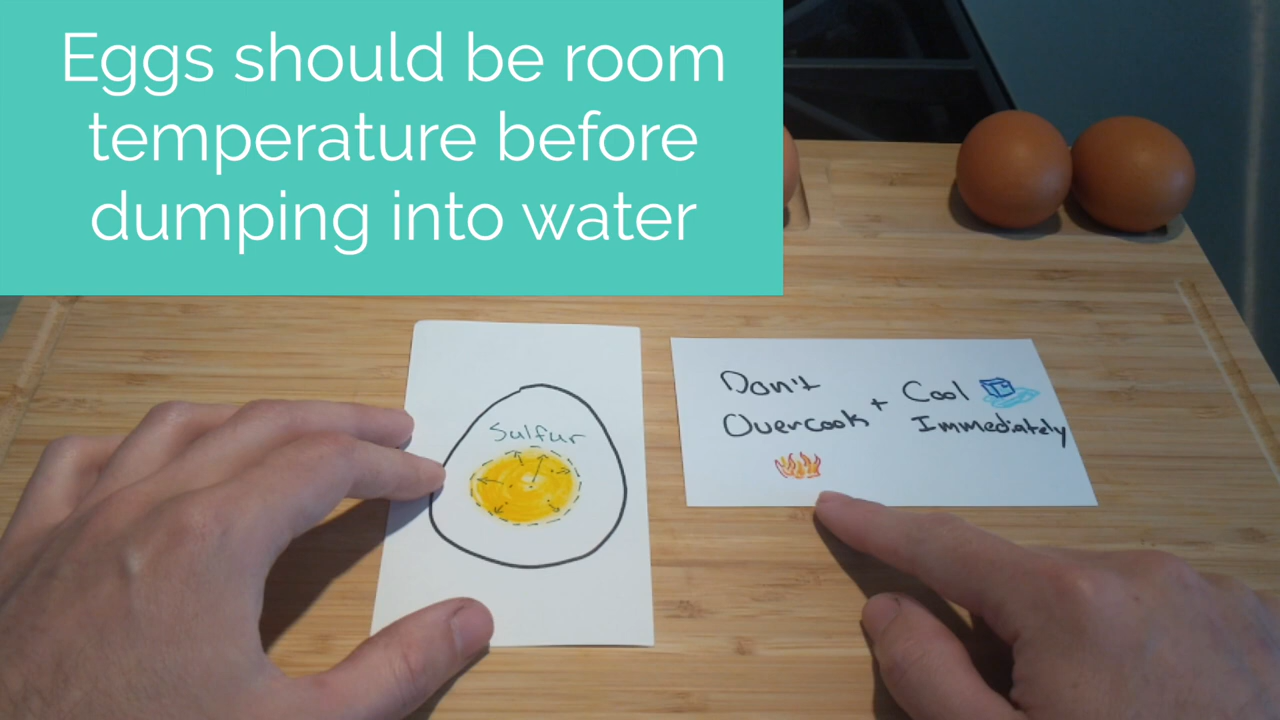 Eggs should be room
temperature before
dumping into water
Sulfur
Don't
Overcook + Cool
Immediately